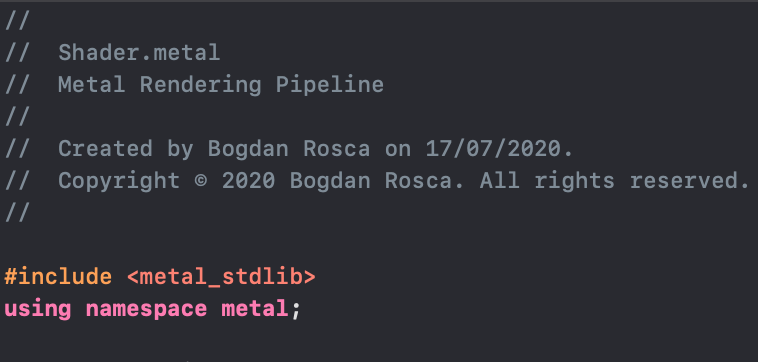 //
//  Shader.metal
//  Metal Rendering Pipeline
//
//  Created by Bogdan Rosca on 17/07/2020.
//  Copyright © 2020 Bogdan Rosca. All rights reserved.
//
#include <metal_stdlib>
using namespace metal;